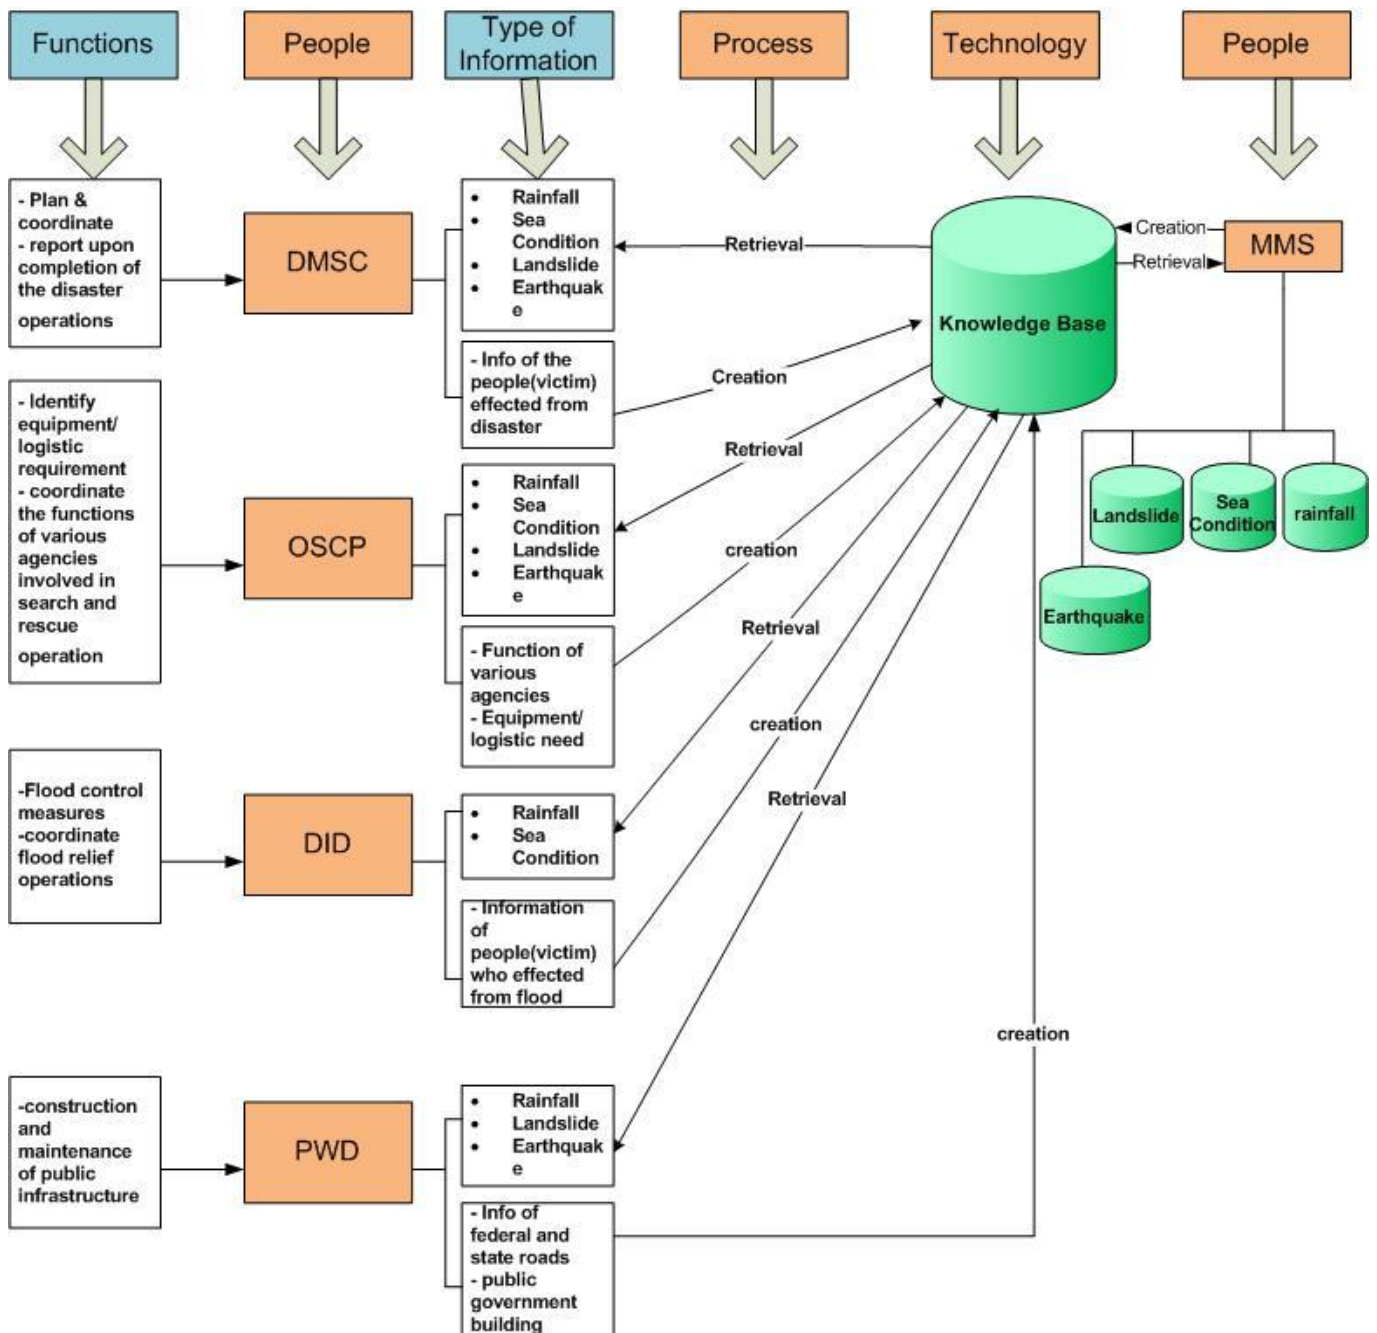 Functions
People
Type of
Information
Process
Technology
People
- Plan &
coordinate
- report upon
completion of
the disaster
operations
DMSC
Rainfall
Sea
Condition
Landslide
Earthquak
e
Retrieval
Creation
Retrieval
MMS
Knowledge Base
- Info of the
people(victim)
effected from
disaster
Creation
- Identify
equipment/
logistic
requirement
- coordinate
the functions
of various
agencies
involved in
search and
rescue
operation
OSCP
Rainfall
Sea
Condition
Landslide
Earthquak
e
Retrieval
Landslide
Sea
Condition
rainfall
Earthquake
- Function of
various
agencies
- Equipment/
logistic need
creation
-Flood control
measures
-coordinate
flood relief
operations
DID
Rainfall
Sea
Condition
Retrieval
- Information
of
people(victim)
who effected
from flood
creation
-construction
and
maintenance
of public
infrastructure
PWD
Rainfall
Landslide
Earthquak
e
Retrieval
- Info of
federal and
state roads
- public
government
building
creation